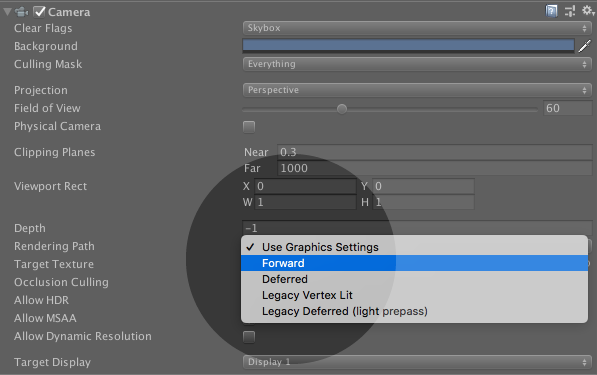 Camera
Clear Flags Skybox
Background
Culling Mask Everything
Projection Perspective
Field of View 60
Physical Camera
Clipping Planes Near 0.3
Far 1000
Viewport Rect X 0 Y 0
W 1 H 1
Depth -1
Rendering Path ✓ Use Graphics Settings
Forward
Target Texture
Deferred
Occlusion Culling
Legacy Vertex Lit
Allow HDR
Legacy Deferred (light prepass)
Allow MSAA
Allow Dynamic Resolution
Target Display Display 1